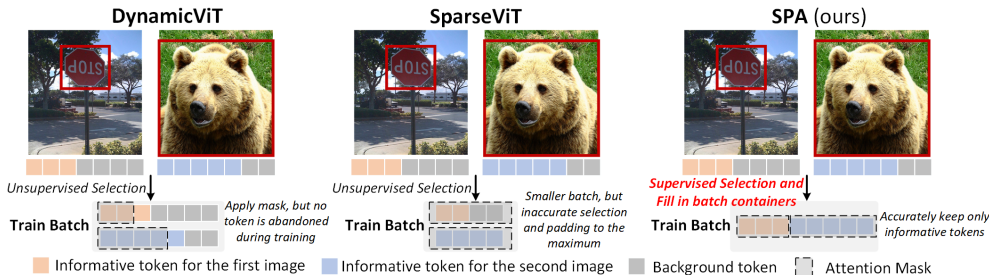 DynamicViT
SparseViT
SPA (ours)
STOP
STOP
STOP
Unsupervised Selection
Apply mask, but no
token is abandoned
during training
Train Batch
Unsupervised Selection
Smaller batch, but
inaccurate selection
and padding to the
maximum
Train Batch
Supervised Selection and
Fill in batch containers
Accurately keep only
informative tokens
Train Batch
Informative token for the first image
Informative token for the second image
Background token
Attention Mask